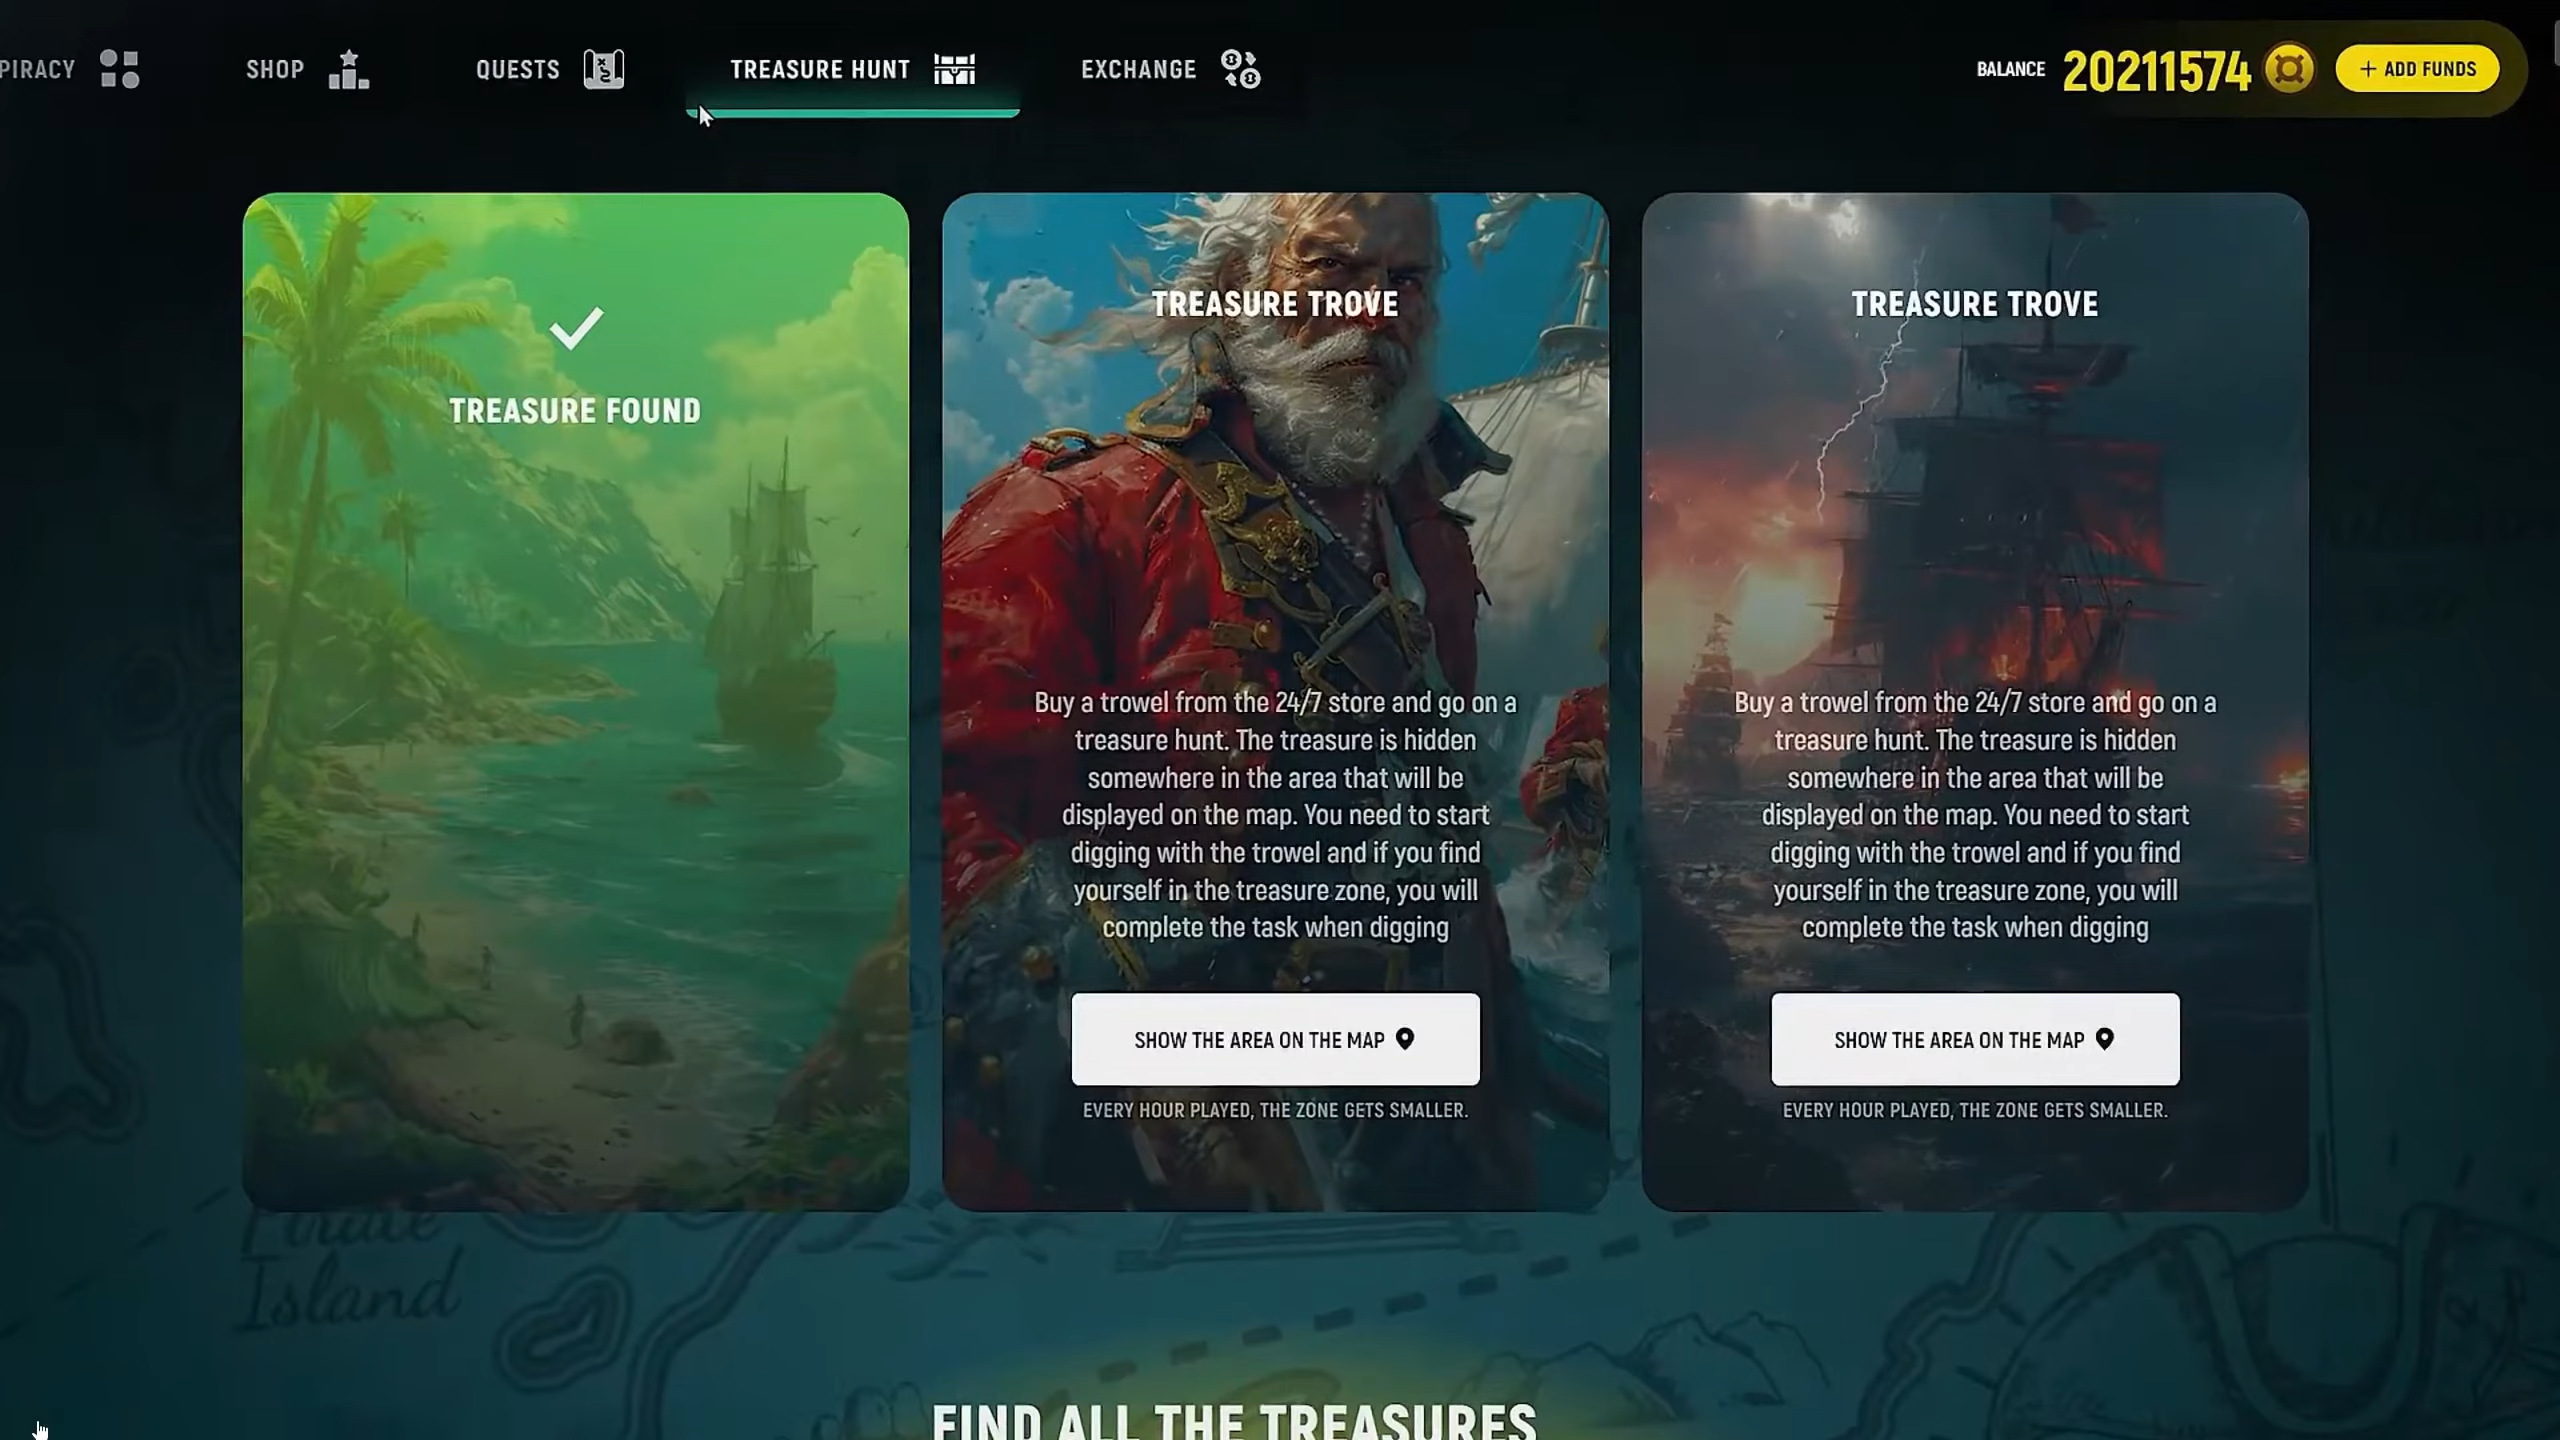 PIRACY
SHOP
QUESTS
TREASURE HUNT
EXCHANGE
BALANCE
20211574
+ ADD FUNDS
TREASURE FOUND
TREASURE TROVE
Buy a trowel from the 24/7 store and go on a
treasure hunt. The treasure is hidden
somewhere in the area that will be
displayed on the map. You need to start
digging with the trowel and if you find
yourself in the treasure zone, you will
complete the task when digging
SHOW THE AREA ON THE MAP
EVERY HOUR PLAYED, THE ZONE GETS SMALLER.
TREASURE TROVE
Buy a trowel from the 24/7 store and go on a
treasure hunt. The treasure is hidden
somewhere in the area that will be
displayed on the map. You need to start
digging with the trowel and if you find
yourself in the treasure zone, you will
complete the task when digging
SHOW THE AREA ON THE MAP
EVERY HOUR PLAYED, THE ZONE GETS SMALLER.
Pirate
Island
FIND ALL THE TREASURES